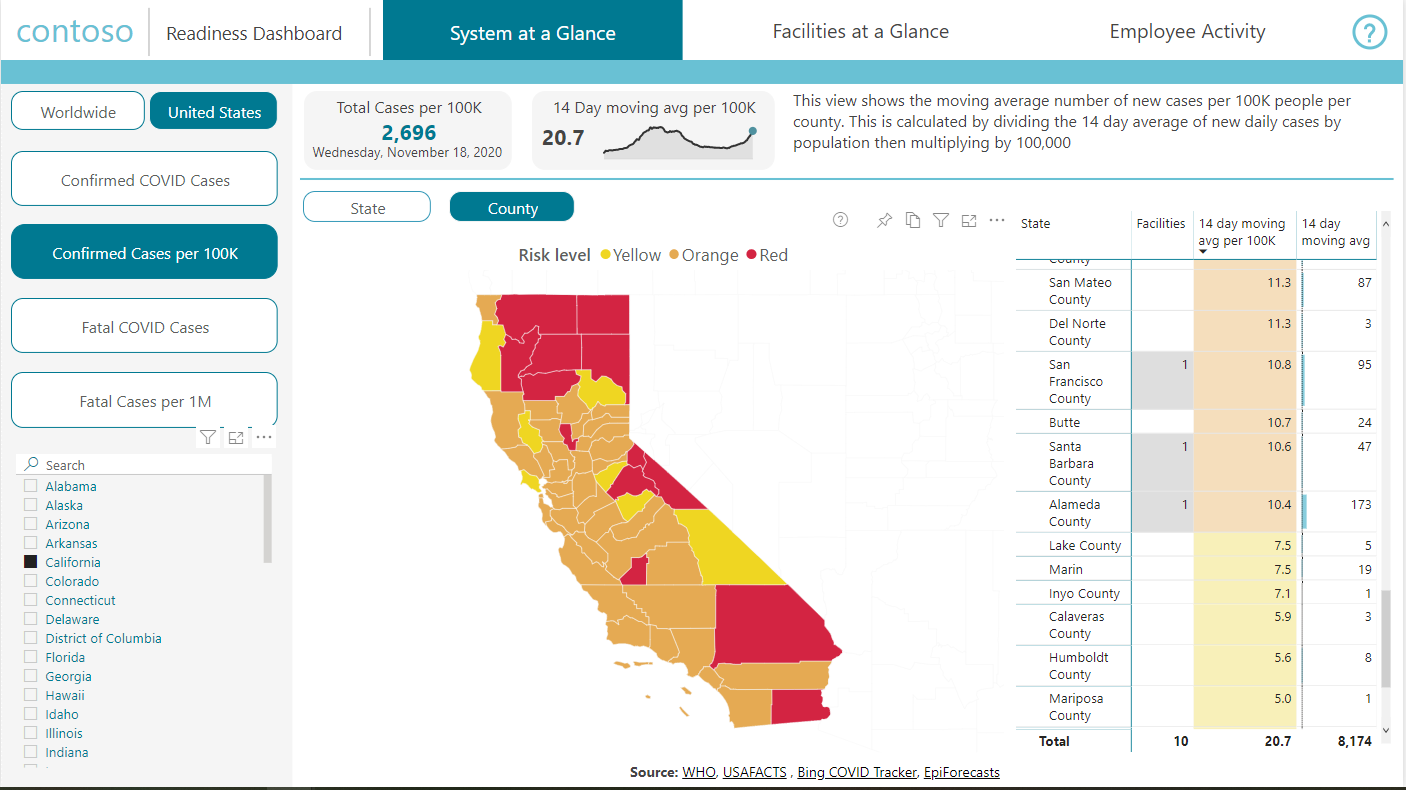 contoso
Readiness Dashboard
System at a Glance
Facilities at a Glance
Employee Activity
?
Worldwide
United States
Confirmed COVID Cases
Confirmed Cases per 100K
Fatal COVID Cases
Fatal Cases per 1M
Search
Alabama
Alaska
Arizona
Arkansas
California
Colorado
Connecticut
Delaware
District of Columbia
Florida
Georgia
Hawaii
Idaho
Illinois
Indiana
Total Cases per 100K
2,696
Wednesday, November 18, 2020
14 Day moving avg per 100K
20.7
This view shows the moving average number of new cases per 100K people per
county. This is calculated by dividing the 14 day average of new daily cases by
population then multiplying by 100,000
State
County
?
Risk level Yellow Orange Red
State Facilities 14 day moving 14 day
avg per 100K moving avg
County
San Mateo 11.3 87
County
Del Norte 11.3 3
County
San 1 10.8 95
Francisco
County
Butte 10.7 24
Santa 1 10.6 47
Barbara
County
Alameda 1 10.4 173
County
Lake County 7.5 5
Marin 7.5 19
Inyo County 7.1 1
Calaveras 5.9 3
County
Humboldt 5.6 8
County
Mariposa 5.0 1
County
Total 10 20.7 8,174
Source: WHO, USAFACTS , Bing COVID Tracker, EpiForecasts